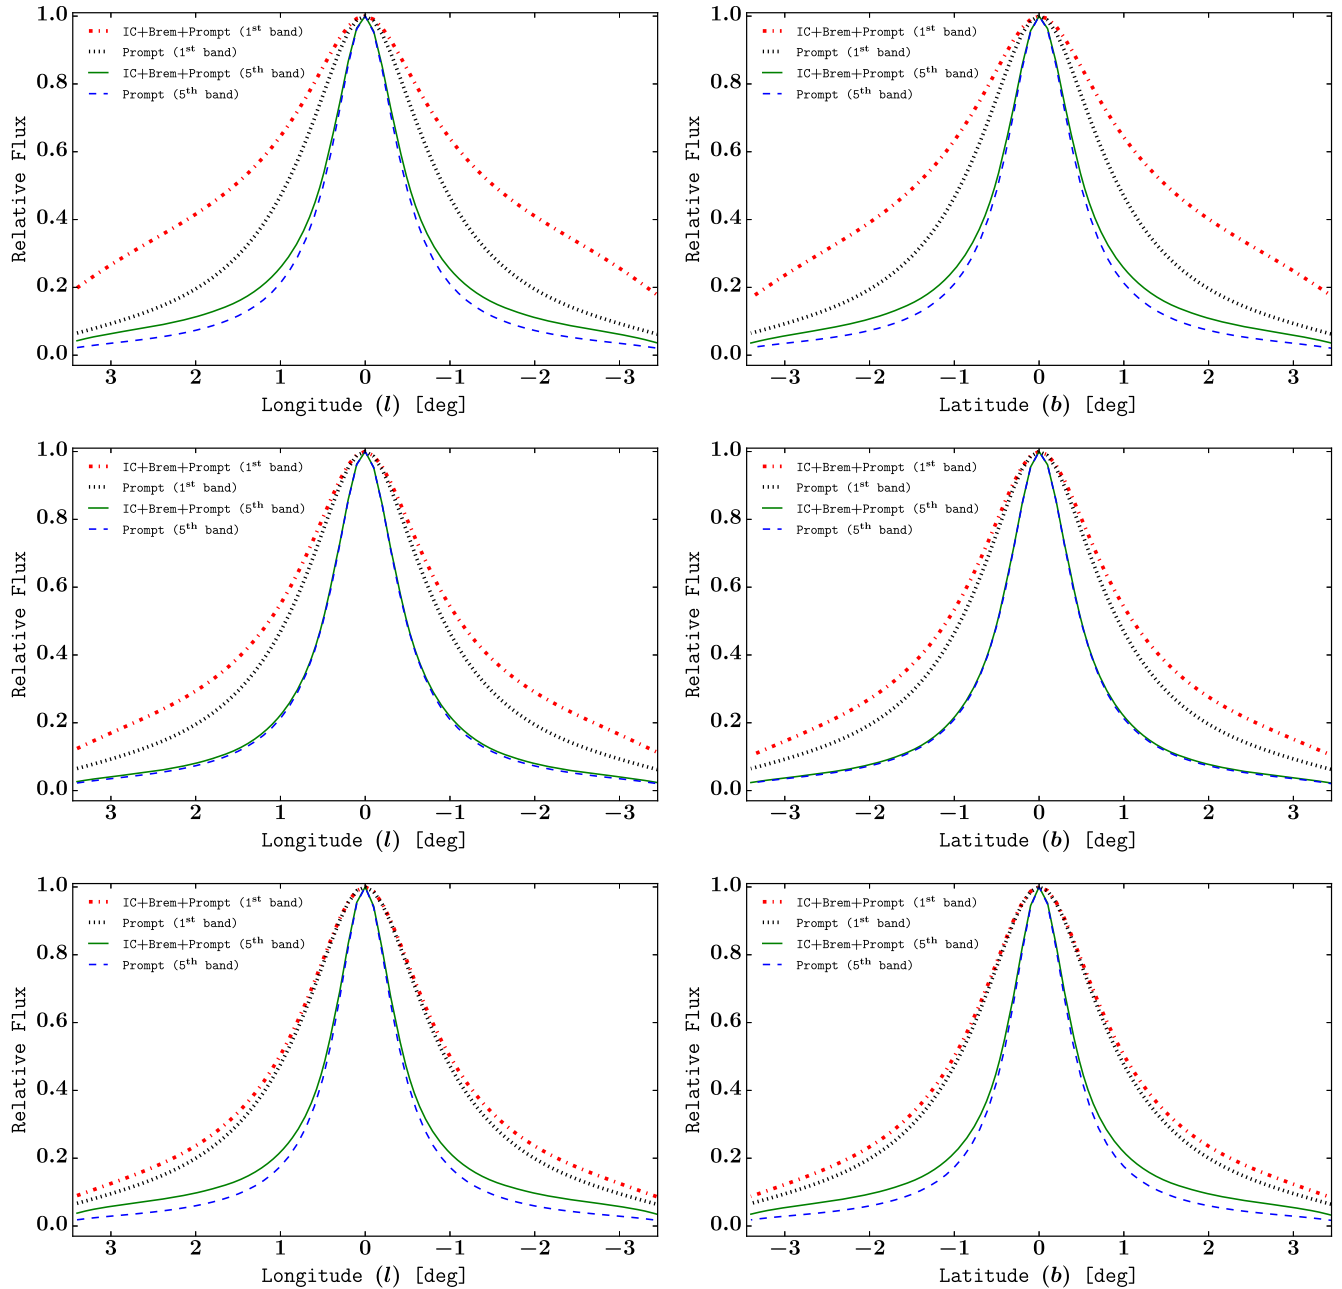 IC+Brem+Prompt (1st band)
Prompt (1st band)
IC+Brem+Prompt (5th band)
Prompt (5th band)
Relative Flux
1.0
0.8
0.6
0.4
0.2
0.0
3 2 1 0 −1 −2 −3
Longitude (l) [deg]
IC+Brem+Prompt (1st band)
Prompt (1st band)
IC+Brem+Prompt (5th band)
Prompt (5th band)
Relative Flux
1.0
0.8
0.6
0.4
0.2
0.0
−3 −2 −1 0 1 2 3
Latitude (b) [deg]
IC+Brem+Prompt (1st band)
Prompt (1st band)
IC+Brem+Prompt (5th band)
Prompt (5th band)
Relative Flux
1.0
0.8
0.6
0.4
0.2
0.0
3 2 1 0 −1 −2 −3
Longitude (l) [deg]
IC+Brem+Prompt (1st band)
Prompt (1st band)
IC+Brem+Prompt (5th band)
Prompt (5th band)
Relative Flux
1.0
0.8
0.6
0.4
0.2
0.0
−3 −2 −1 0 1 2 3
Latitude (b) [deg]
IC+Brem+Prompt (1st band)
Prompt (1st band)
IC+Brem+Prompt (5th band)
Prompt (5th band)
Relative Flux
1.0
0.8
0.6
0.4
0.2
0.0
3 2 1 0 −1 −2 −3
Longitude (l) [deg]
IC+Brem+Prompt (1st band)
Prompt (1st band)
IC+Brem+Prompt (5th band)
Prompt (5th band)
Relative Flux
1.0
0.8
0.6
0.4
0.2
0.0
−3 −2 −1 0 1 2 3
Latitude (b) [deg]